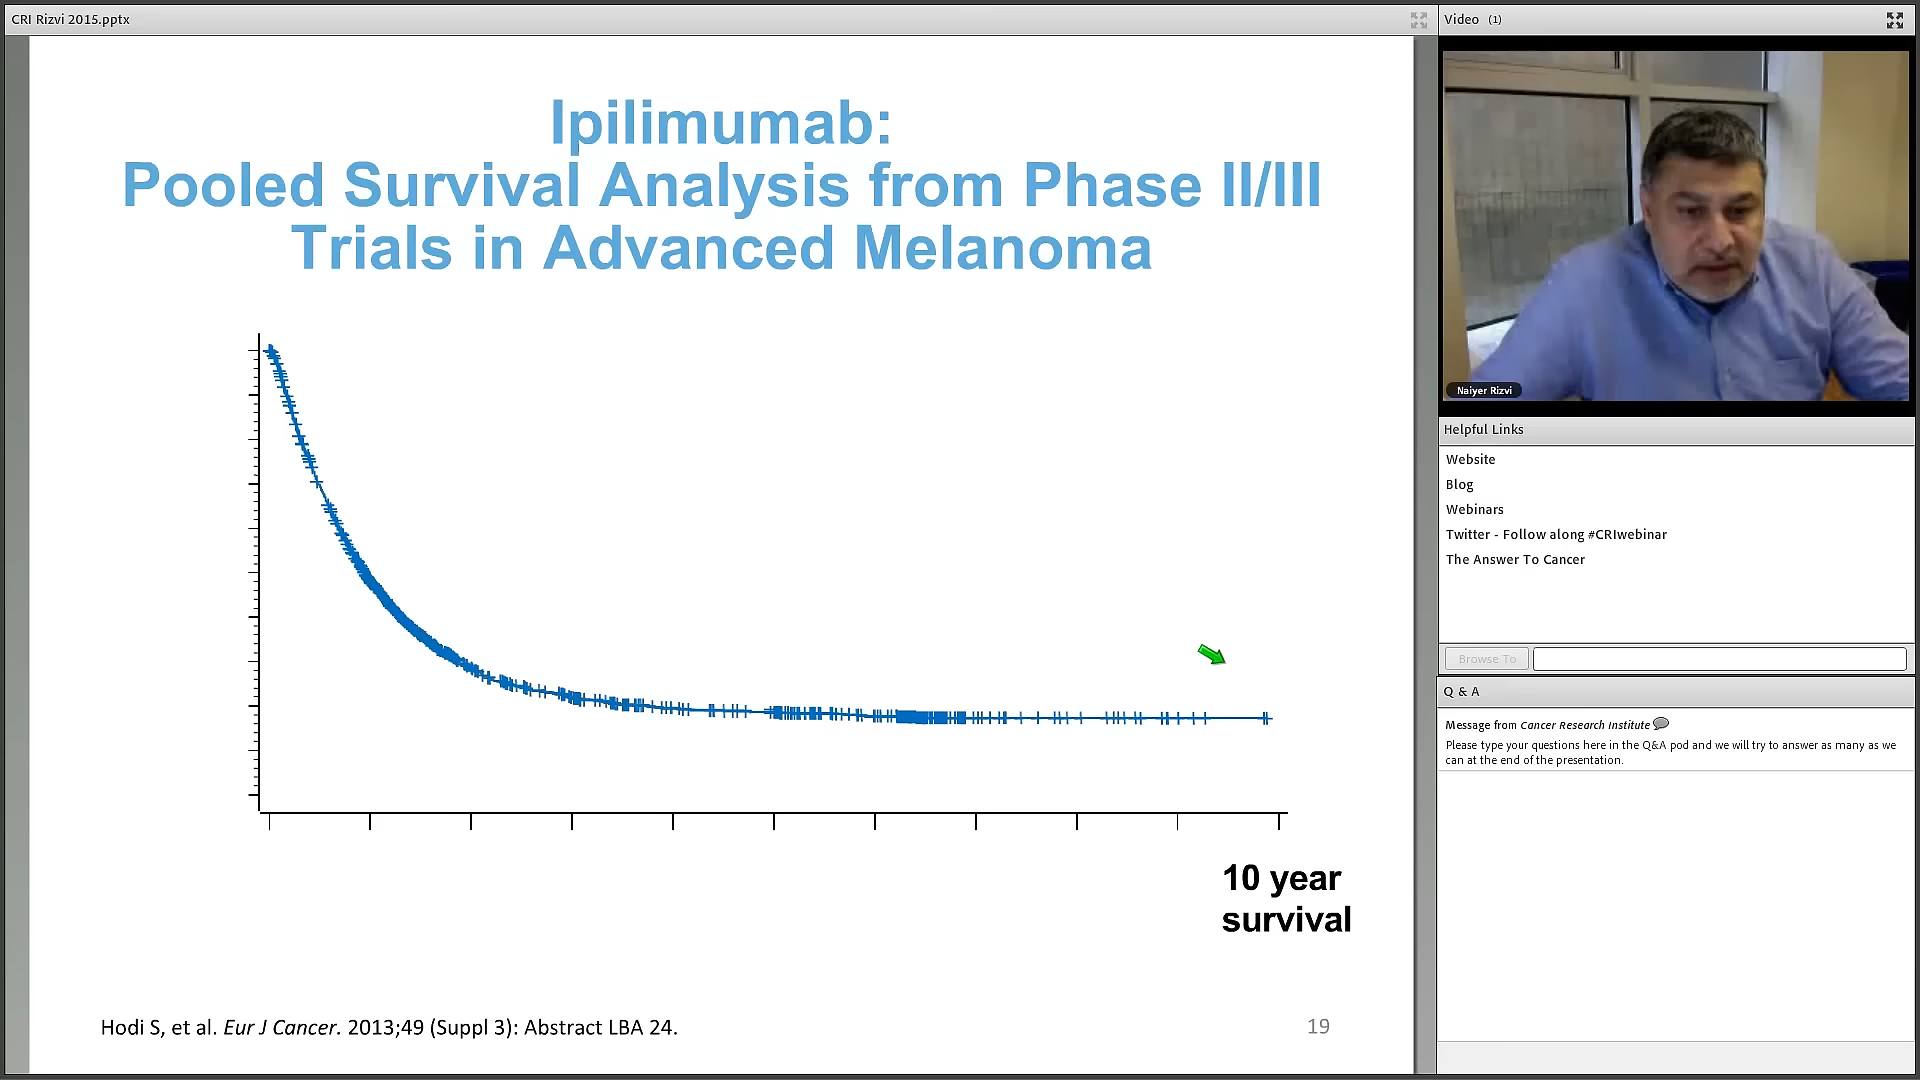 CRI Rizvi 2015.pptx
Ipilimumab:
Pooled Survival Analysis from Phase II/III
Trials in Advanced Melanoma
10 year
survival
Hodi S, et al. Eur J Cancer. 2013;49 (Suppl 3): Abstract LBA 24.
19
Video (1)
Naiyer Rizvi
Helpful Links
Website
Blog
Webinars
Twitter - Follow along #CRIwebinar
The Answer To Cancer
Browse To
Q & A
Message from Cancer Research Institute
Please type your questions here in the Q&A pod and we will try to answer as many as we
can at the end of the presentation.